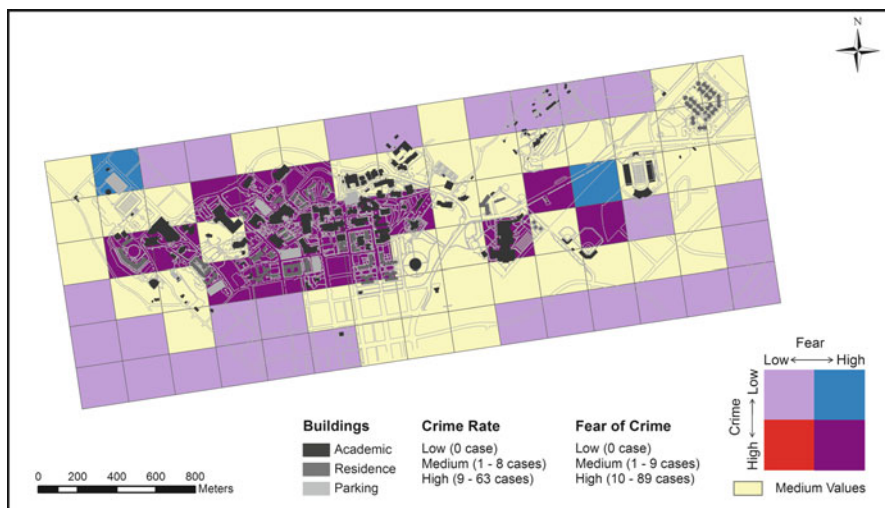 N
Fear
Low High
Low
Crime
High
Medium Values
Buildings
Academic
Residence
Parking
Crime Rate
Low (0 case)
Medium (1 - 8 cases)
High (9 - 63 cases)
Fear of Crime
Low (0 case)
Medium (1 - 9 cases)
High (10 - 89 cases)
0 200 400 600 800
Meters